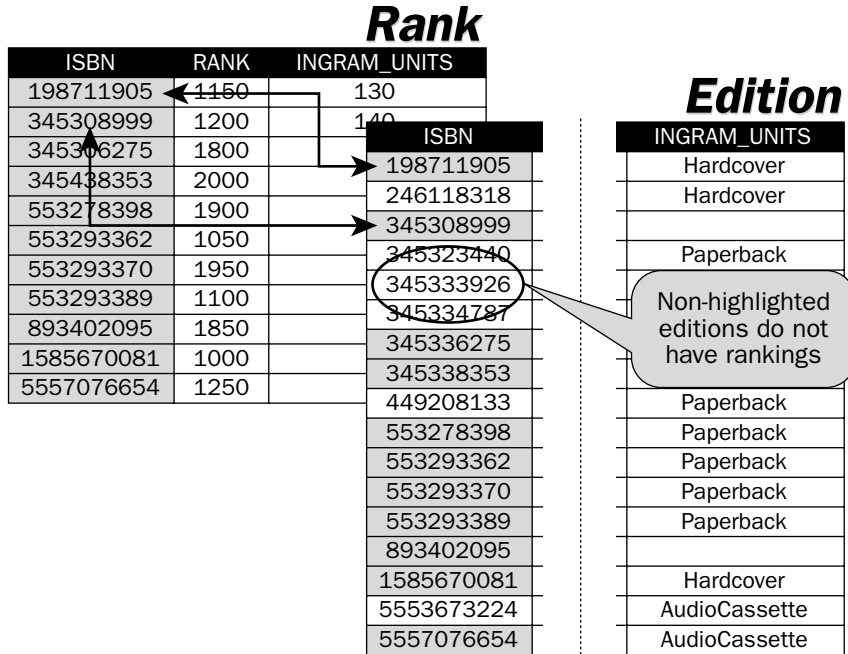 Rank
ISBN RANK INGRAM_UNITS
198711905 1150 130
345308999 1200 140
345306275 1800
345438353 2000
553278398 1900
553293362 1050
553293370 1950
553293389 1100
893402095 1850
1585670081 1000
5557076654 1250
Edition
ISBN INGRAM_UNITS
198711905 Hardcover
246118318 Hardcover
345308999
345323440 Paperback
345333926
345334787
345336275
345338353
449208133 Paperback
553278398 Paperback
553293362 Paperback
553293370 Paperback
553293389 Paperback
893402095
1585670081 Hardcover
5553673224 AudioCassette
5557076654 AudioCassette
Non-highlighted
editions do not
have rankings